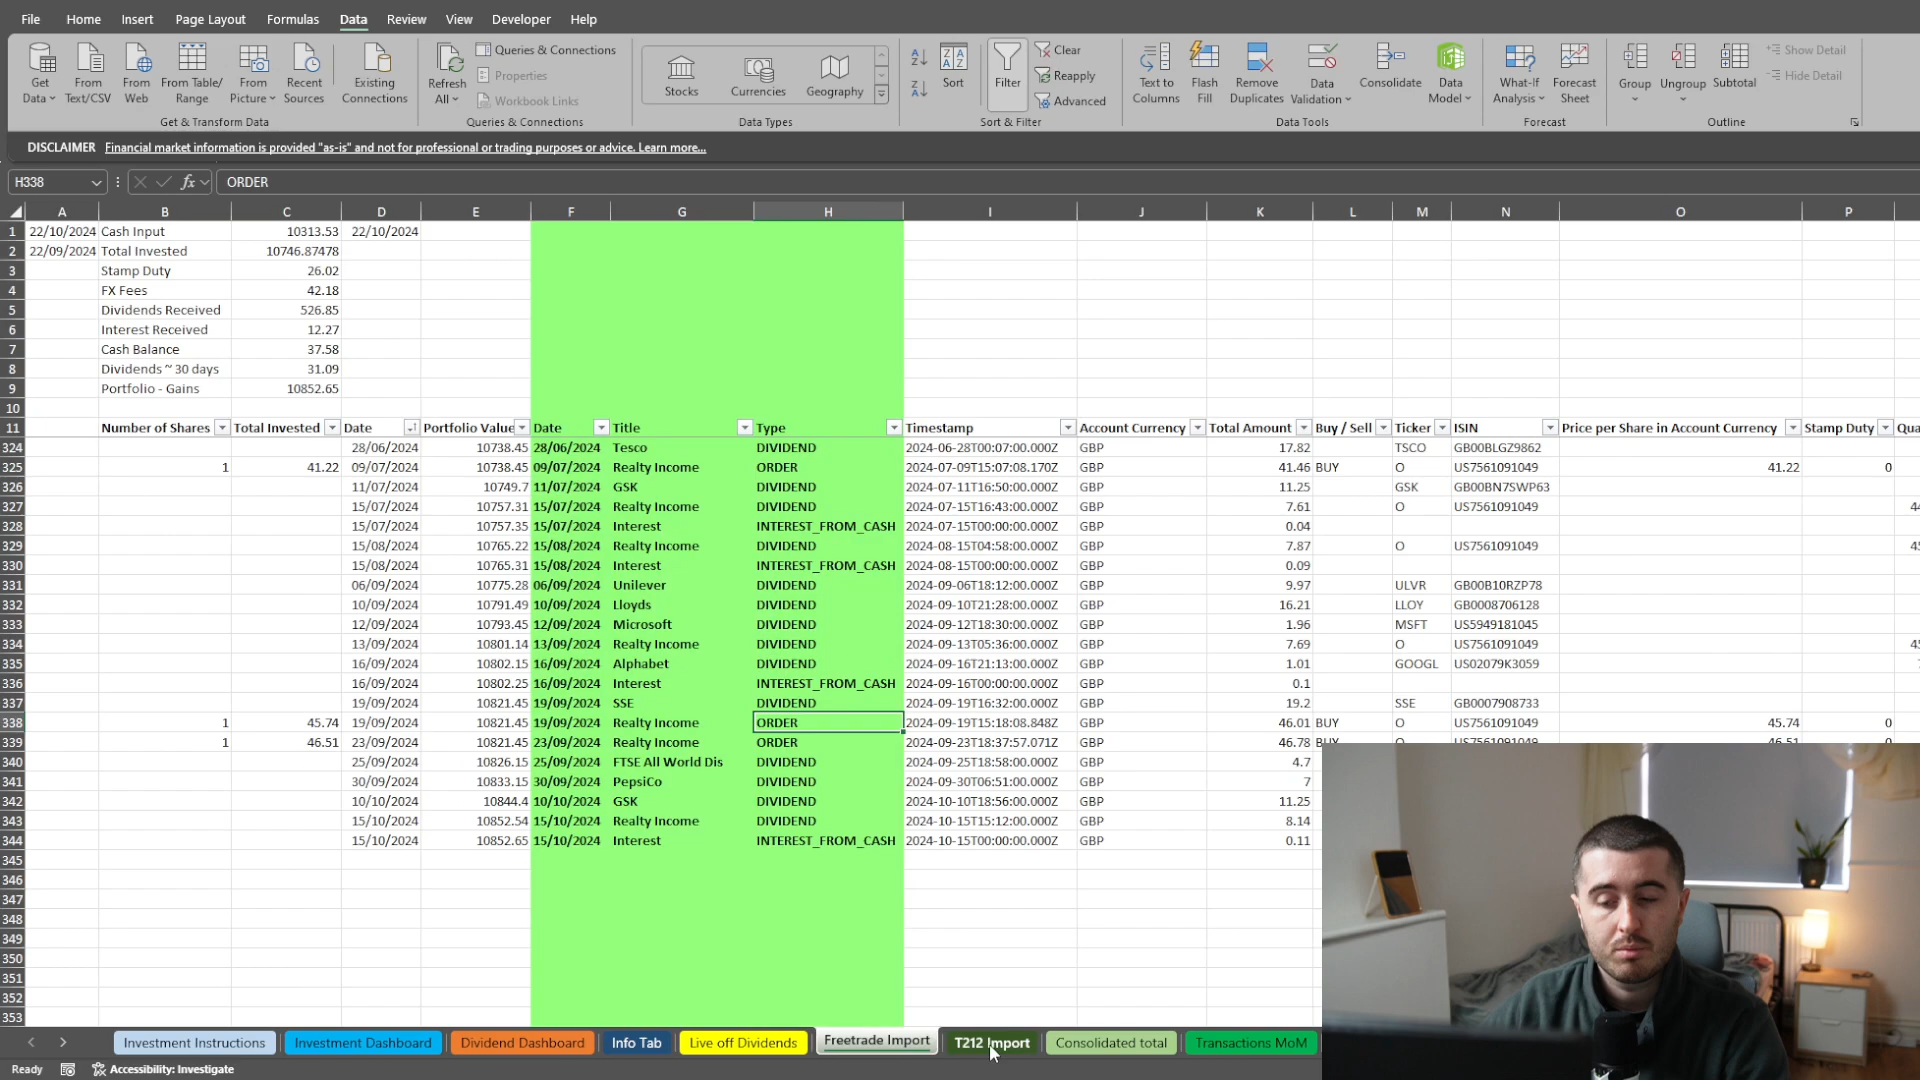 File Home Insert Page Layout Formulas Data Review View Developer Help
Get Data From Text/CSV From Web From Table/Range From Picture Recent Sources Existing Connections Refresh All Queries & Connections Properties Workbook Links Stocks Currencies Geography Sort Filter Clear Reapply Advanced Text to Columns Flash Fill Remove Duplicates Data Validation Consolidate Data Model What-If Analysis Forecast Sheet Group Ungroup Subtotal Show Detail Hide Detail
Get & Transform Data Queries & Connections Data Types Sort & Filter Data Tools Forecast Outline
DISCLAIMER Financial market information is provided "as-is" and not for professional or trading purposes or advice. Learn more...
H338 fx ORDER
A B C D E F G H I J K L M N O P
1 22/10/2024 Cash Input 10313.53 22/10/2024
2 22/09/2024 Total Invested 10746.87478
3 Stamp Duty 26.02
4 FX Fees 42.18
5 Dividends Received 526.85
6 Interest Received 12.27
7 Cash Balance 37.58
8 Dividends ~ 30 days 31.09
9 Portfolio - Gains 10852.65
10
11 Number of Shares Total Invested Date Portfolio Value Date Title Type Timestamp Account Currency Total Amount Buy / Sell Ticker ISIN Price per Share in Account Currency Stamp Duty Qua
324 28/06/2024 10738.45 28/06/2024 Tesco DIVIDEND 2024-06-28T00:07:00.000Z GBP 17.82 TSCO GB00BLGZ9862
325 1 41.22 09/07/2024 10738.45 09/07/2024 Realty Income ORDER 2024-07-09T15:07:08.170Z GBP 41.46 BUY O US7561091049 41.22 0
326 11/07/2024 10749.7 11/07/2024 GSK DIVIDEND 2024-07-11T16:50:00.000Z GBP 11.25 GSK GB00BN7SWP63
327 15/07/2024 10757.31 15/07/2024 Realty Income DIVIDEND 2024-07-15T16:43:00.000Z GBP 7.61 O US7561091049
328 15/07/2024 10757.35 15/07/2024 Interest INTEREST_FROM_CASH 2024-07-15T00:00:00.000Z GBP 0.04
329 15/08/2024 10765.22 15/08/2024 Realty Income DIVIDEND 2024-08-15T04:58:00.000Z GBP 7.87 O US7561091049
330 15/08/2024 10765.31 15/08/2024 Interest INTEREST_FROM_CASH 2024-08-15T00:00:00.000Z GBP 0.09
331 06/09/2024 10775.28 06/09/2024 Unilever DIVIDEND 2024-09-06T18:12:00.000Z GBP 9.97 ULVR GB00B10RZP78
332 10/09/2024 10791.49 10/09/2024 Lloyds DIVIDEND 2024-09-10T21:28:00.000Z GBP 16.21 LLOY GB0008706128
333 12/09/2024 10793.45 12/09/2024 Microsoft DIVIDEND 2024-09-12T18:30:00.000Z GBP 1.96 MSFT US5949181045
334 13/09/2024 10801.14 13/09/2024 Realty Income DIVIDEND 2024-09-13T05:36:00.000Z GBP 7.69 O US7561091049
335 16/09/2024 10802.15 16/09/2024 Alphabet DIVIDEND 2024-09-16T21:13:00.000Z GBP 1.01 GOOGL US02079K3059
336 16/09/2024 10802.25 16/09/2024 Interest INTEREST_FROM_CASH 2024-09-16T00:00:00.000Z GBP 0.1
337 19/09/2024 10821.45 19/09/2024 SSE DIVIDEND 2024-09-19T16:32:00.000Z GBP 19.2 SSE GB0007908733
338 1 45.74 19/09/2024 10821.45 19/09/2024 Realty Income ORDER 2024-09-19T15:18:08.848Z GBP 46.01 BUY O US7561091049 45.74 0
339 1 46.51 23/09/2024 10821.45 23/09/2024 Realty Income ORDER 2024-09-23T18:37:57.071Z GBP 46.78 BUY O US7561091049 46.51 0
340 25/09/2024 10826.15 25/09/2024 FTSE All World Dis DIVIDEND 2024-09-25T18:58:00.000Z GBP 4.7
341 30/09/2024 10833.15 30/09/2024 PepsiCo DIVIDEND 2024-09-30T06:51:00.000Z GBP 7
342 10/10/2024 10844.4 10/10/2024 GSK DIVIDEND 2024-10-10T18:56:00.000Z GBP 11.25
343 15/10/2024 10852.54 15/10/2024 Realty Income DIVIDEND 2024-10-15T15:12:00.000Z GBP 8.14
344 15/10/2024 10852.65 15/10/2024 Interest INTEREST_FROM_CASH 2024-10-15T00:00:00.000Z GBP 0.11
345
346
347
348
349
350
351
352
353
Investment Instructions Investment Dashboard Dividend Dashboard Info Tab Live off Dividends Freetrade Import T212 Import Consolidated total Transactions MoM
Ready Accessibility: Investigate